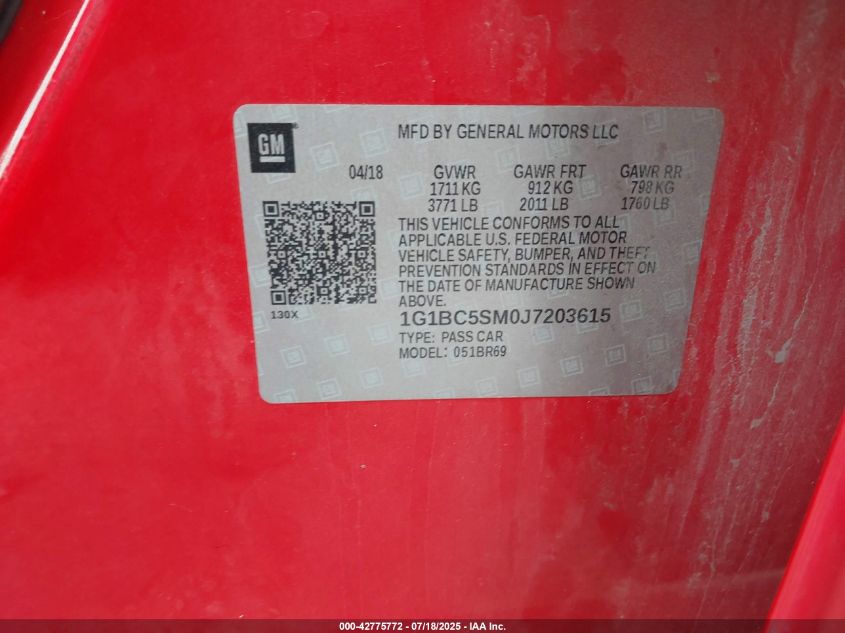 GM
MFD BY GENERAL MOTORS LLC
04/18 GVWR GAWR FRT GAWR RR
1711 KG 912 KG 798 KG
3771 LB 2011 LB 1760 LB
THIS VEHICLE CONFORMS TO ALL
APPLICABLE U.S. FEDERAL MOTOR
VEHICLE SAFETY, BUMPER, AND THEFT
PREVENTION STANDARDS IN EFFECT ON
THE DATE OF MANUFACTURE SHOWN
ABOVE.
130X
1G1BC5SM0J7203615
TYPE: PASS CAR
MODEL: 051BR69
000-42775772 - 07/18/2025 - IAA Inc.